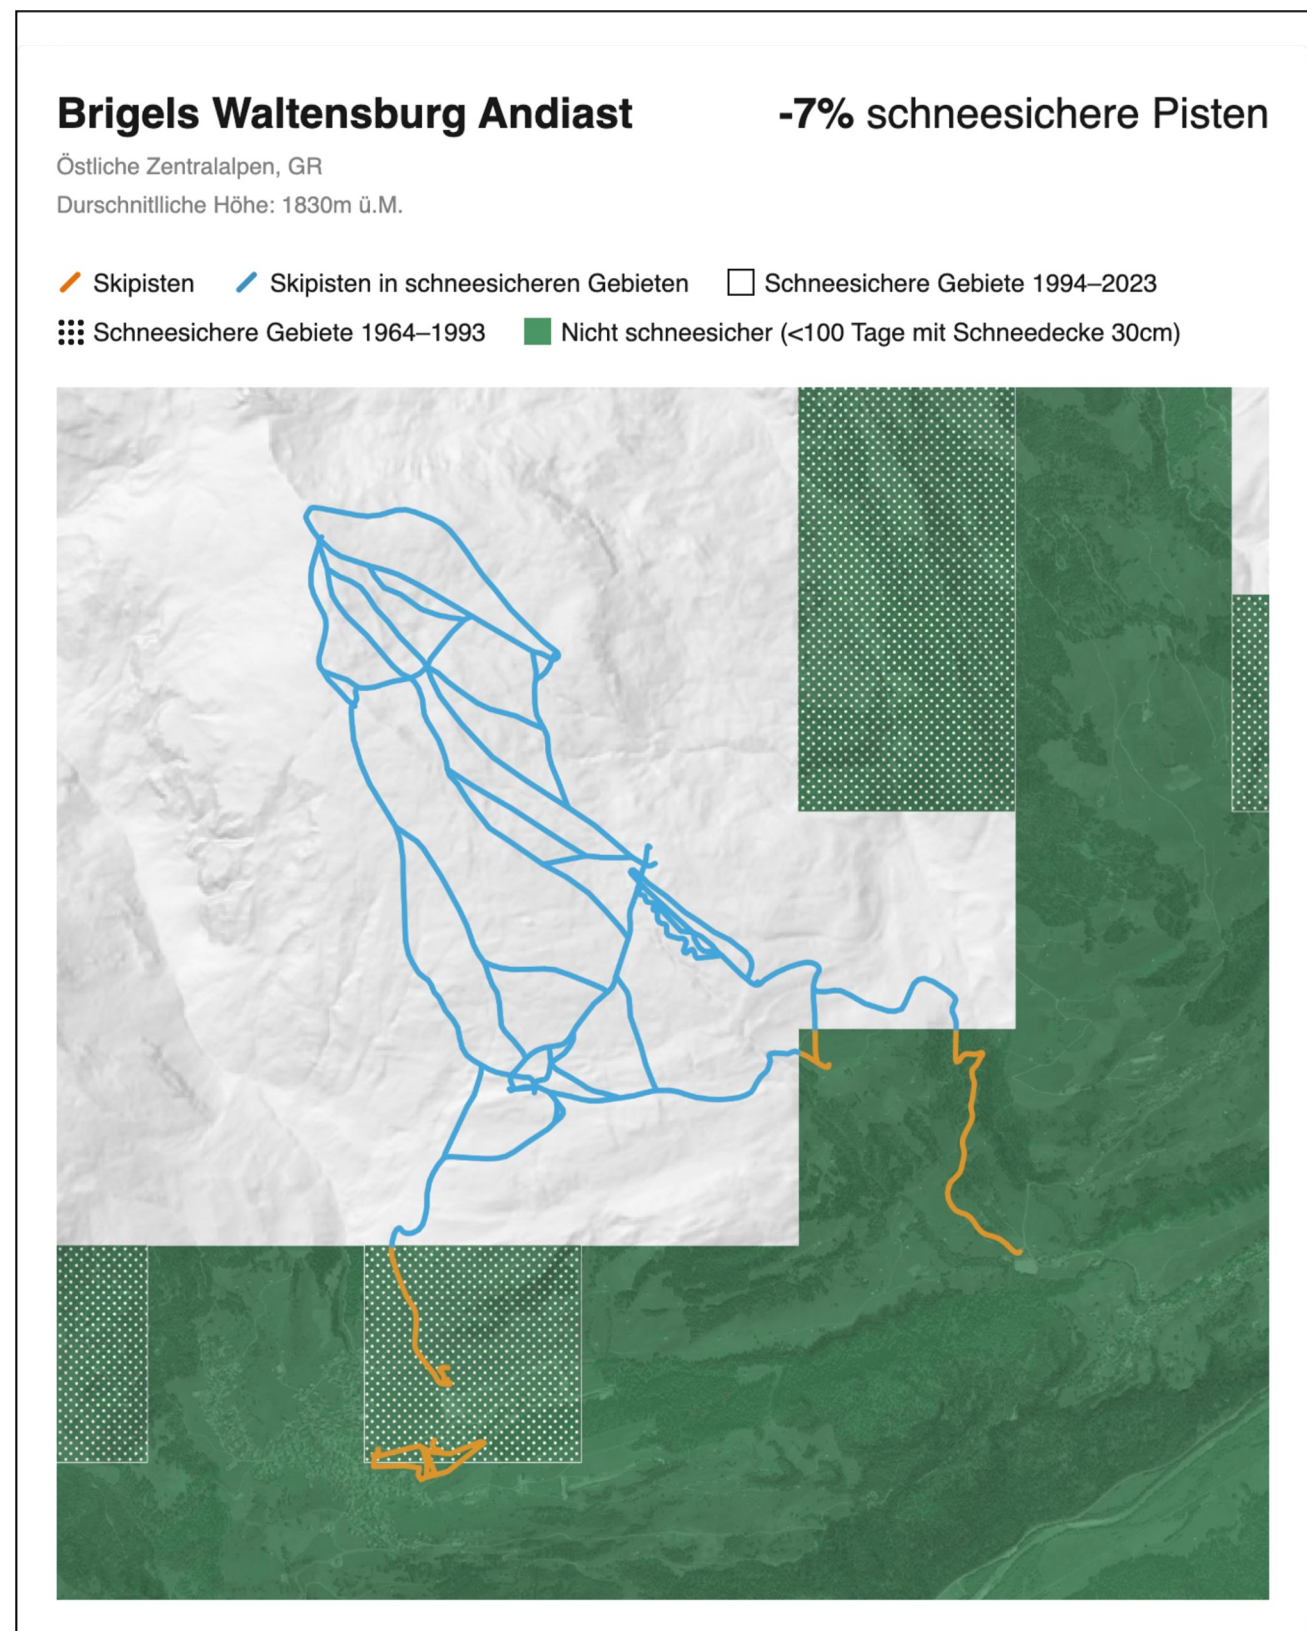 Brigels Waltensburg Andiast
-7% schneesichere Pisten
Östliche Zentralalpen, GR
Durschnitlliche Höhe: 1830m ü.M.
Skipisten Skipisten in schneesicheren Gebieten Schneesichere Gebiete 1994–2023
Schneesichere Gebiete 1964–1993 Nicht schneesicher (<100 Tage mit Schneedecke 30cm)